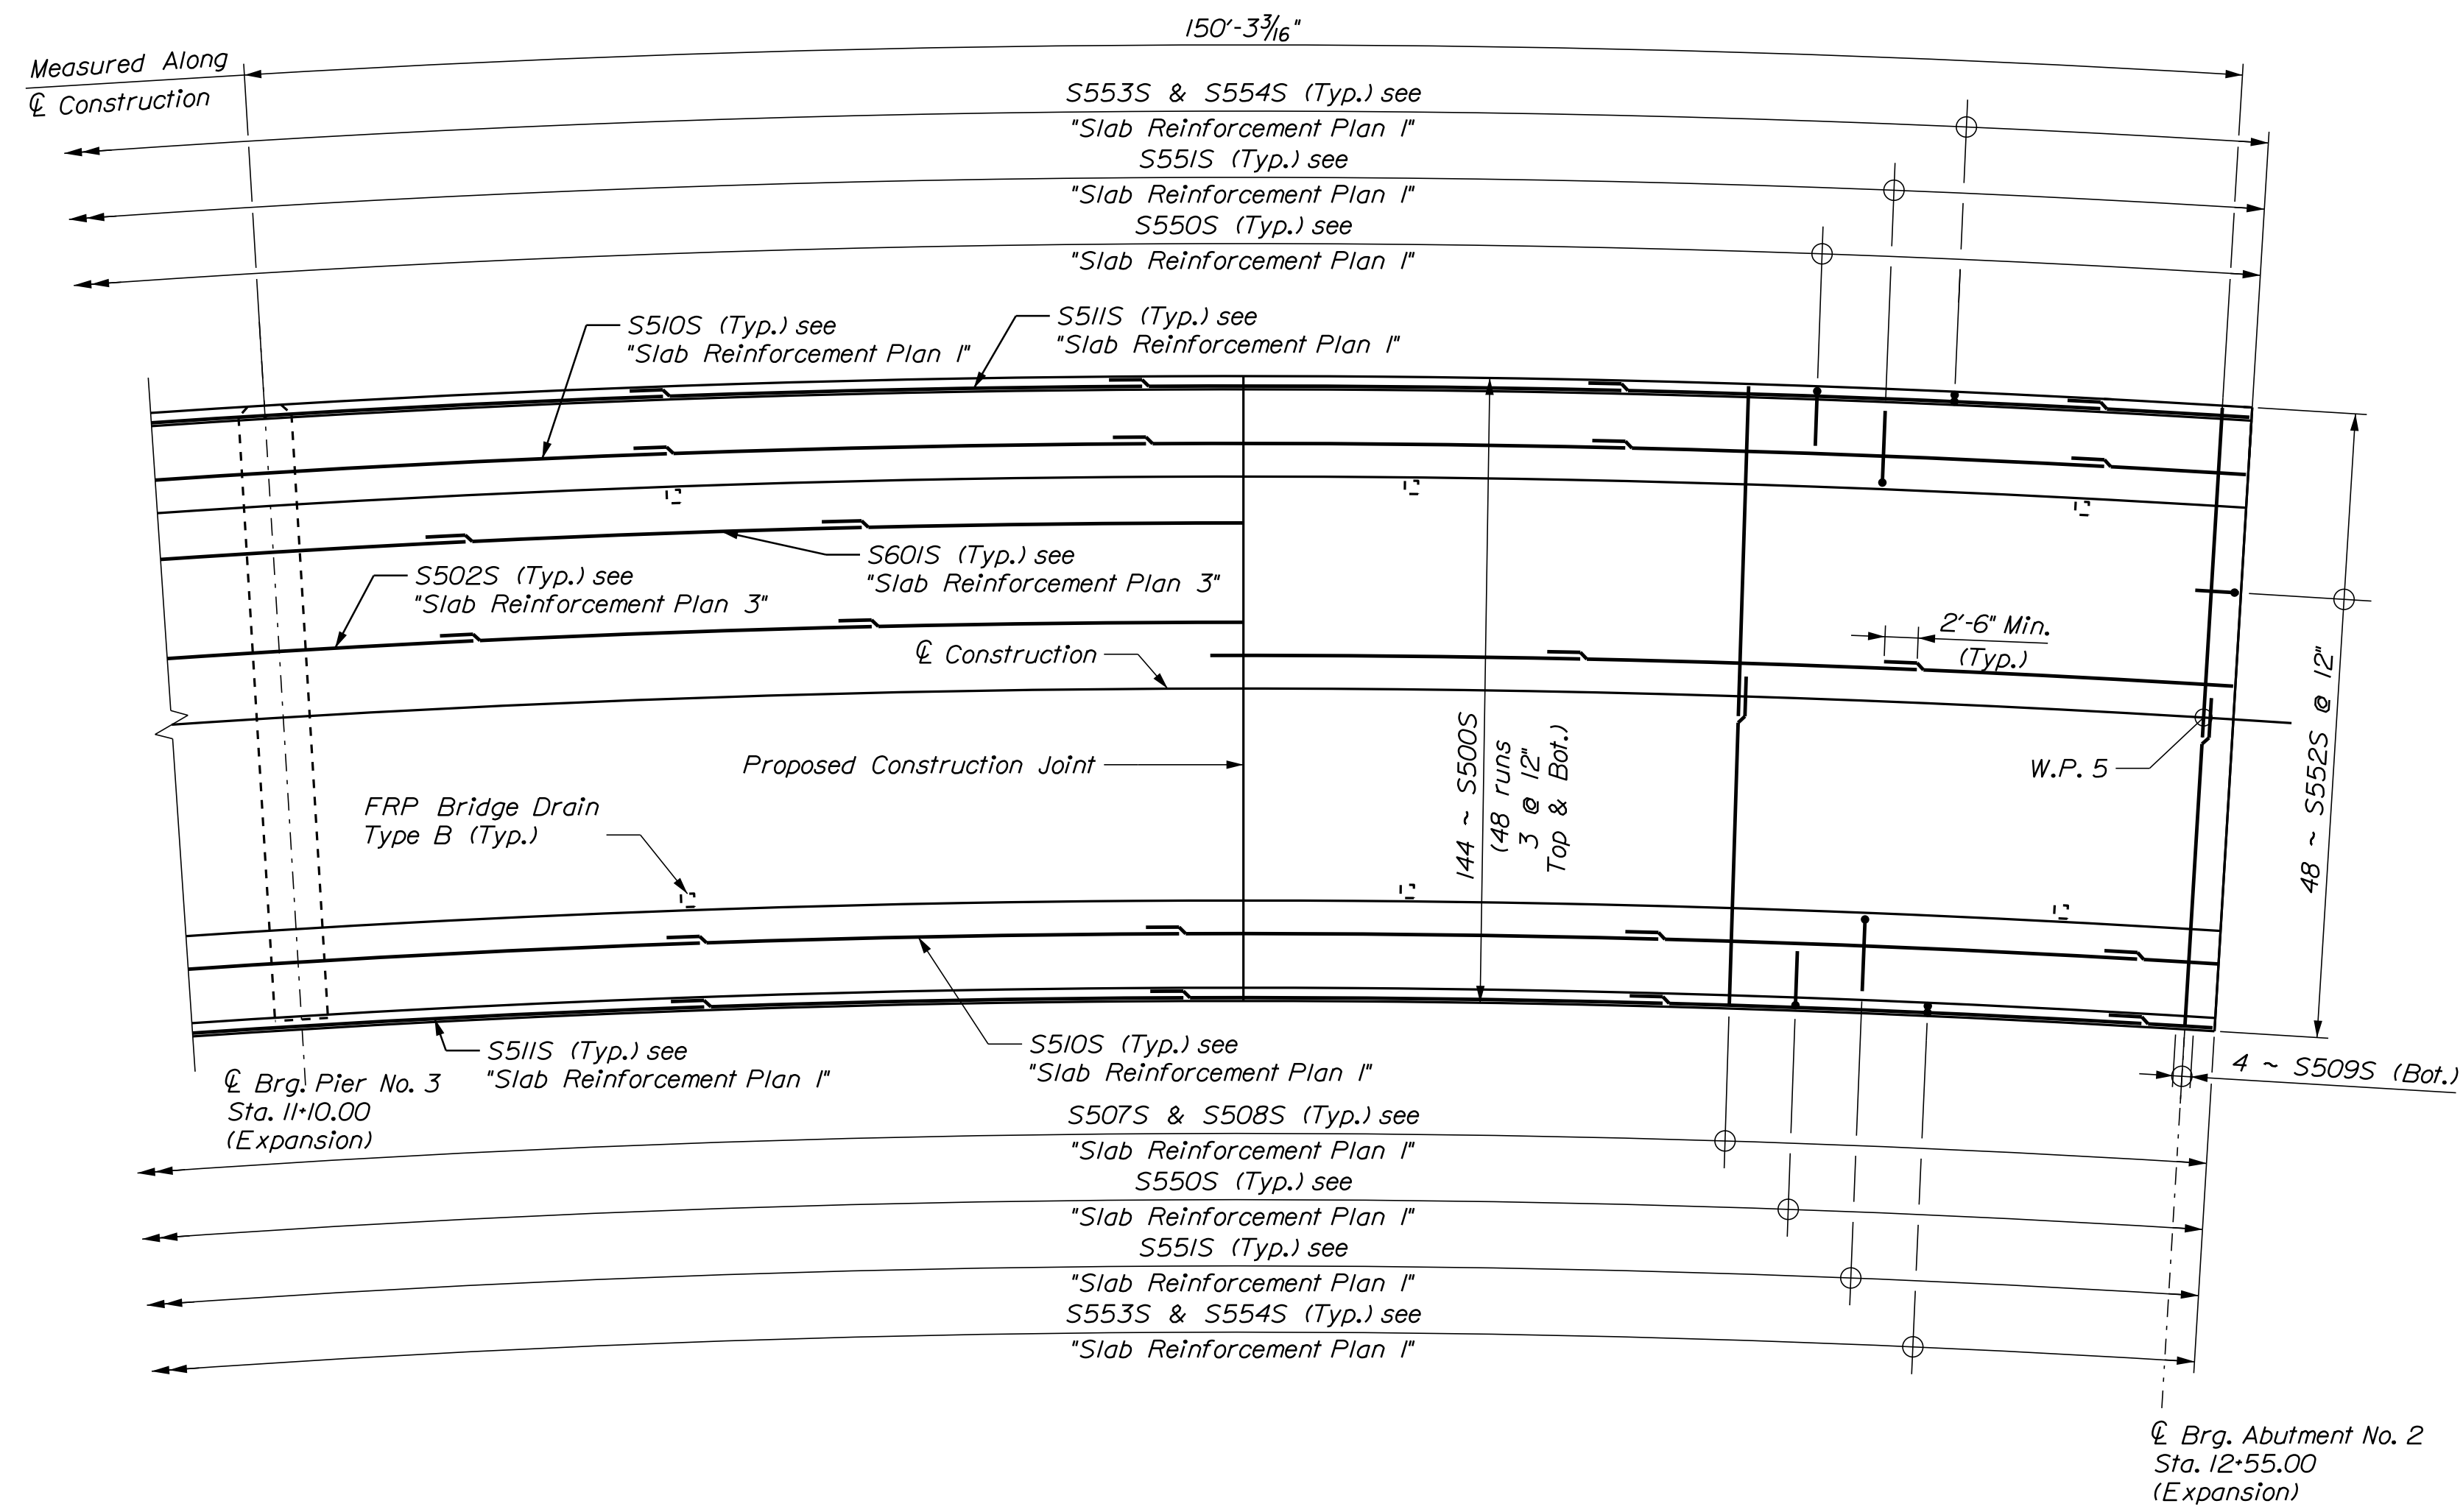 150'-3 3/16"
Measured Along
℄ Construction
S553S & S554S (Typ.) see
"Slab Reinforcement Plan 1"
S551S (Typ.) see
"Slab Reinforcement Plan 1"
S550S (Typ.) see
"Slab Reinforcement Plan 1"
S510S (Typ.) see
"Slab Reinforcement Plan 1"
S511S (Typ.) see
"Slab Reinforcement Plan 1"
S601S (Typ.) see
"Slab Reinforcement Plan 3"
S502S (Typ.) see
"Slab Reinforcement Plan 3"
℄ Construction
2'-6" Min.
(Typ.)
Proposed Construction Joint
144 ~ S500S
(48 runs
3 @ 12"
Top & Bot.)
W.P. 5
48 ~ S552S @ 12"
FRP Bridge Drain
Type B (Typ.)
S511S (Typ.) see
"Slab Reinforcement Plan 1"
S510S (Typ.) see
"Slab Reinforcement Plan 1"
4 ~ S509S (Bot.)
℄ Brg. Pier No. 3
Sta. 11+10.00
(Expansion)
S507S & S508S (Typ.) see
"Slab Reinforcement Plan 1"
S550S (Typ.) see
"Slab Reinforcement Plan 1"
S551S (Typ.) see
"Slab Reinforcement Plan 1"
S553S & S554S (Typ.) see
"Slab Reinforcement Plan 1"
℄ Brg. Abutment No. 2
Sta. 12+55.00
(Expansion)